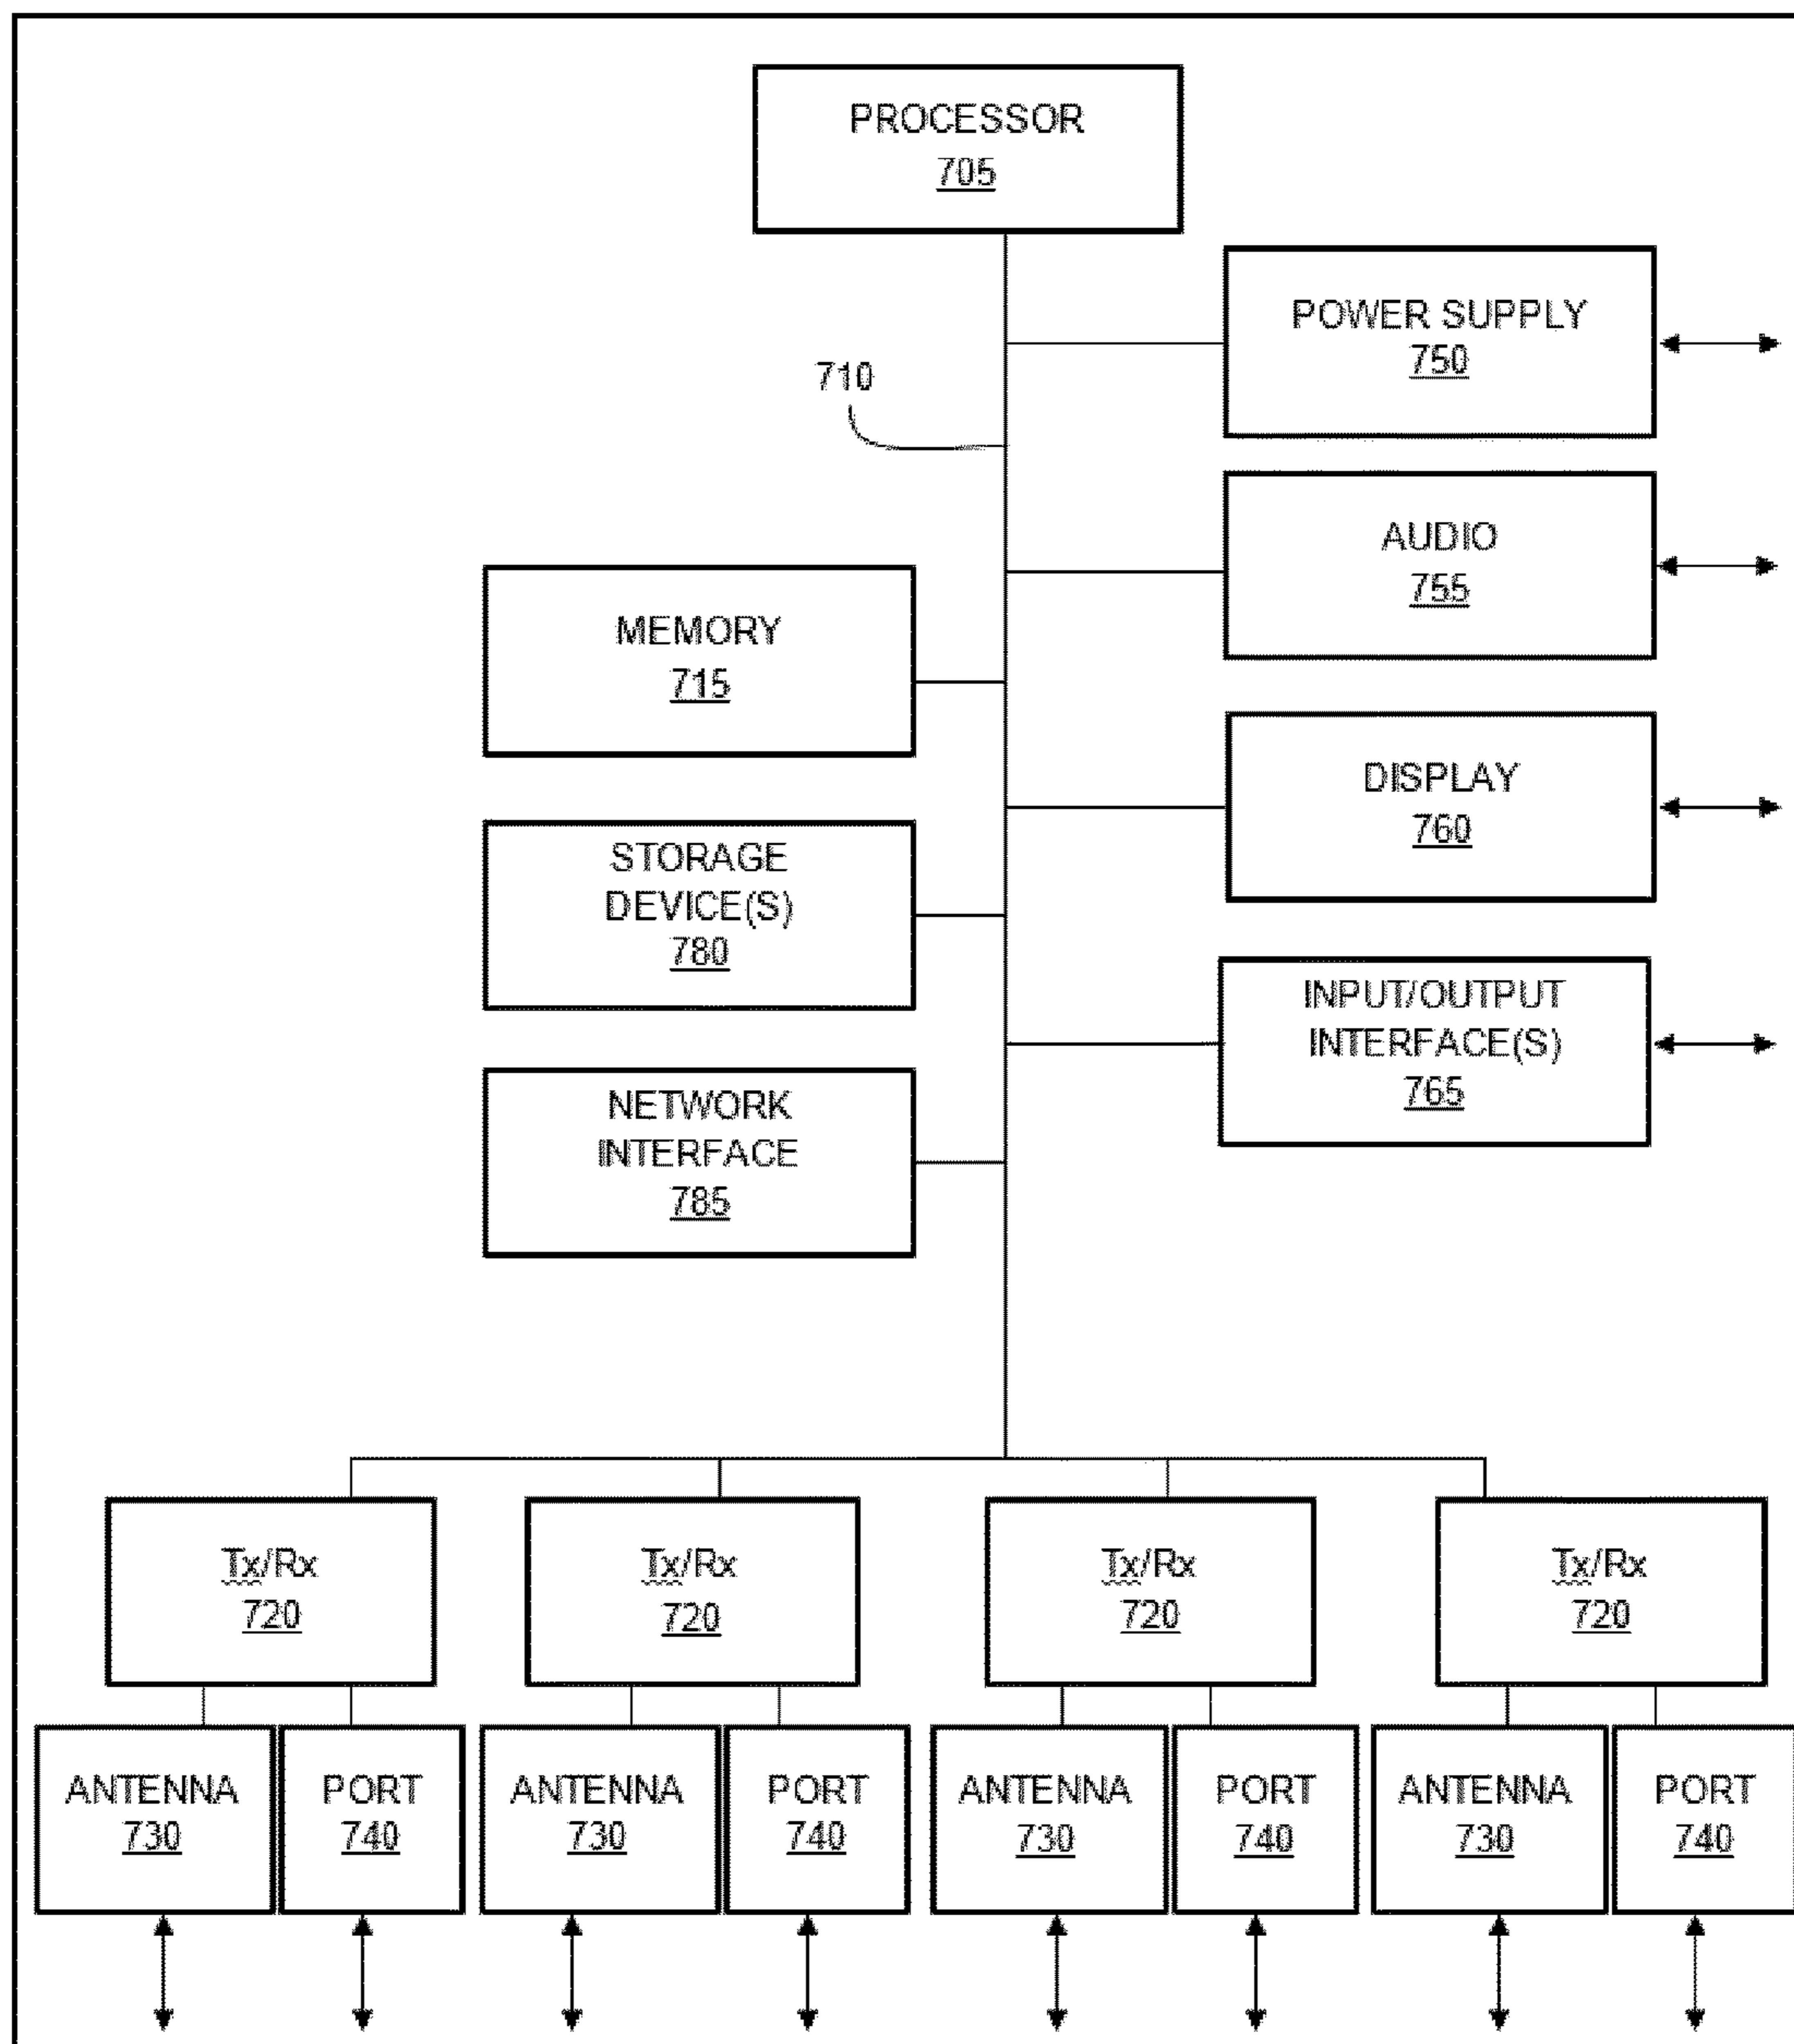 PROCESSOR
705
POWER SUPPLY
750
710
AUDIO
755
MEMORY
715
DISPLAY
760
STORAGE
DEVICE(S)
780
INPUT/OUTPUT
INTERFACE(S)
765
NETWORK
INTERFACE
785
Tx/Rx
720
Tx/Rx
720
Tx/Rx
720
Tx/Rx
720
ANTENNA
730
PORT
740
ANTENNA
730
PORT
740
ANTENNA
730
PORT
740
ANTENNA
730
PORT
740